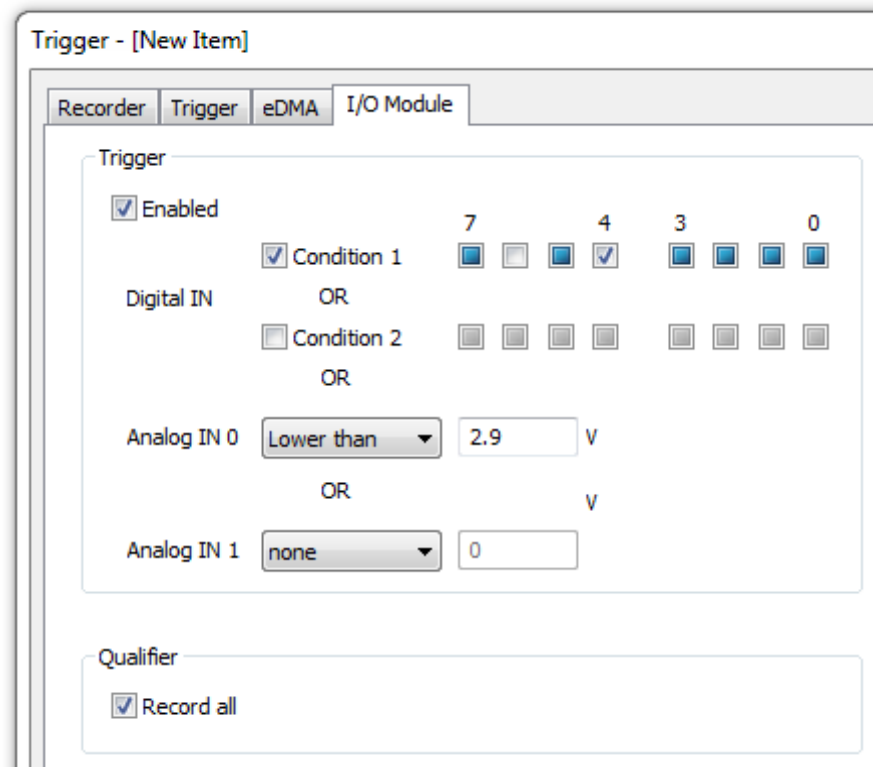 Trigger - [New Item]
Recorder Trigger eDMA I/O Module
Trigger
Enabled
7 4 3 0
Condition 1
Digital IN OR
Condition 2
OR
Analog IN 0 Lower than 2.9 V
OR
V
Analog IN 1 none 0
Qualifier
Record all